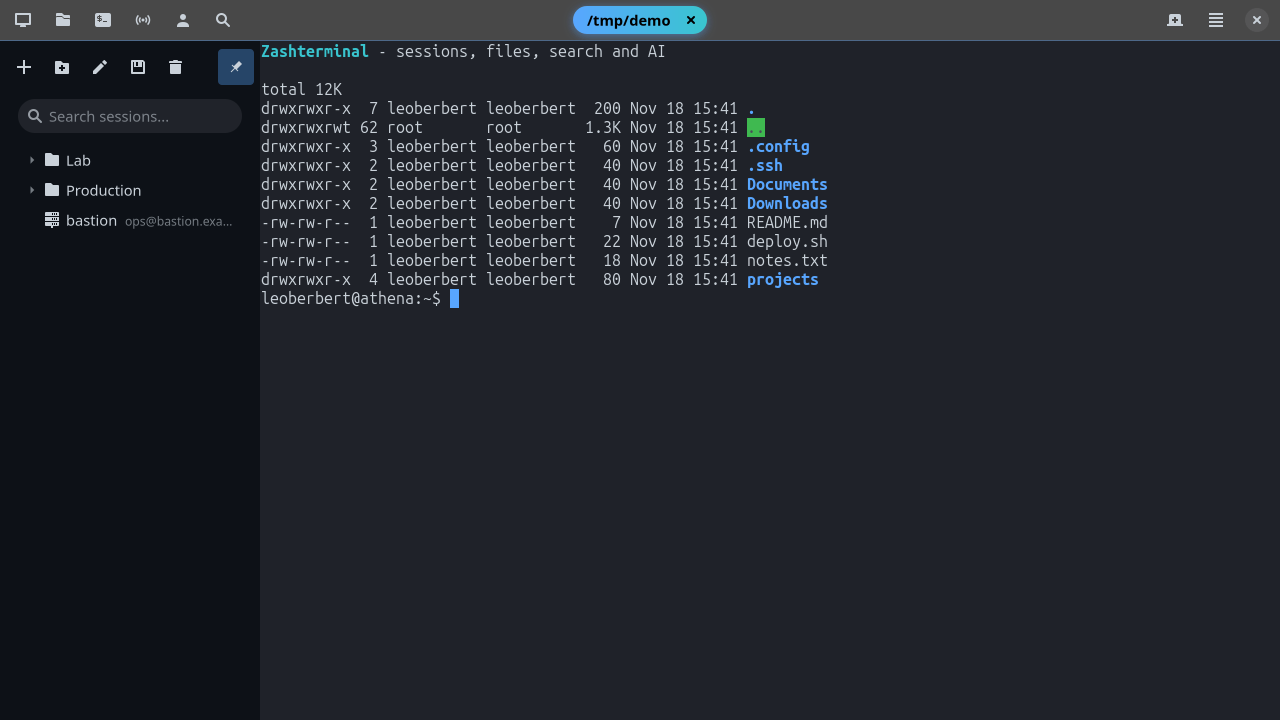 /tmp/demo
Search sessions...
Lab
Production
bastion ops@bastion.exa...
Zashterminal - sessions, files, search and AI
total 12K
drwxrwxr-x  7 leoberbert leoberbert  200 Nov 18 15:41 .
drwxrwxrwt 62 root       root       1.3K Nov 18 15:41 ..
drwxrwxr-x  3 leoberbert leoberbert   60 Nov 18 15:41 .config
drwxrwxr-x  2 leoberbert leoberbert   40 Nov 18 15:41 .ssh
drwxrwxr-x  2 leoberbert leoberbert   40 Nov 18 15:41 Documents
drwxrwxr-x  2 leoberbert leoberbert   40 Nov 18 15:41 Downloads
-rw-rw-r--  1 leoberbert leoberbert    7 Nov 18 15:41 README.md
-rw-rw-r--  1 leoberbert leoberbert   22 Nov 18 15:41 deploy.sh
-rw-rw-r--  1 leoberbert leoberbert   18 Nov 18 15:41 notes.txt
drwxrwxr-x  4 leoberbert leoberbert   80 Nov 18 15:41 projects
leoberbert@athena:~$